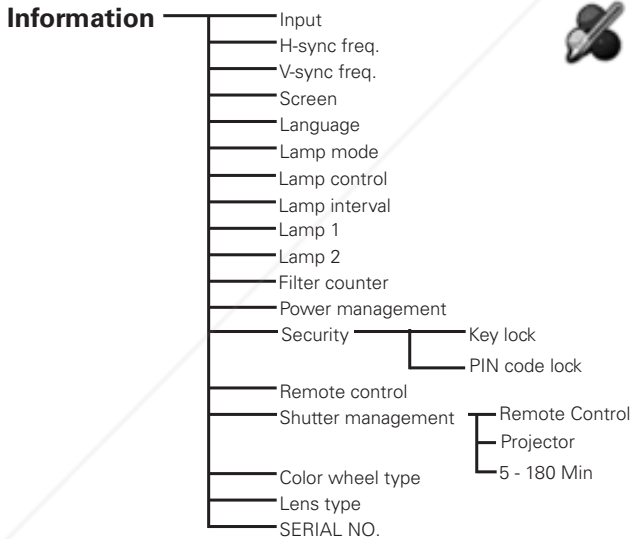 Information
Input
H-sync freq.
V-sync freq.
Screen
Language
Lamp mode
Lamp control
Lamp interval
Lamp 1
Lamp 2
Filter counter
Power management
Security
Key lock
PIN code lock
Remote control
Shutter management
Remote Control
Projector
5 - 180 Min
Color wheel type
Lens type
SERIAL NO.